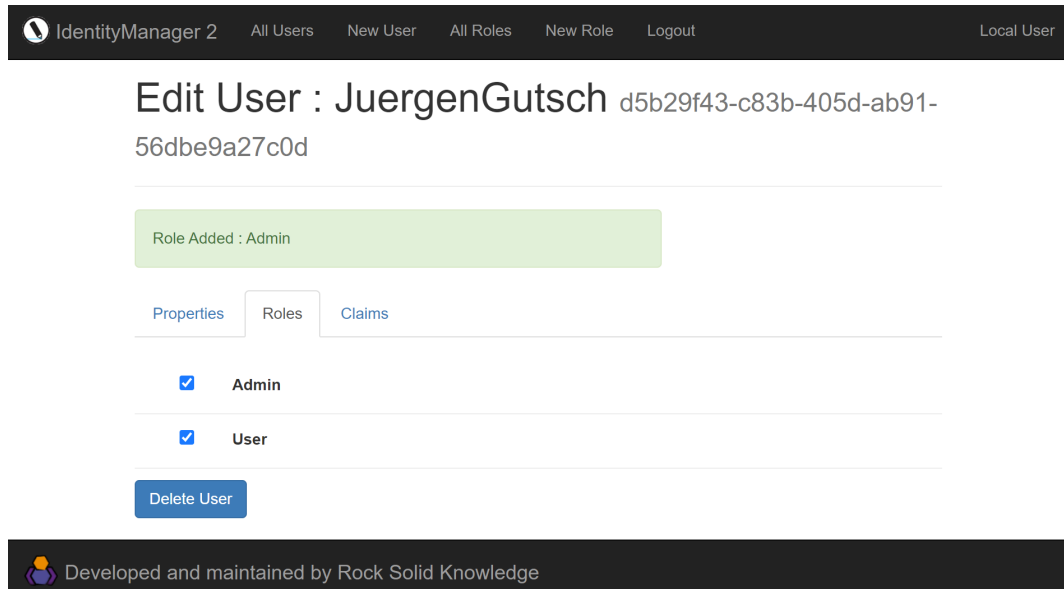 IdentityManager 2 All Users New User All Roles New Role Logout Local User
Edit User : JuergenGutsch d5b29f43-c83b-405d-ab91-
56dbe9a27c0d
Role Added : Admin
Properties Roles Claims
Admin
User
Delete User
Developed and maintained by Rock Solid Knowledge